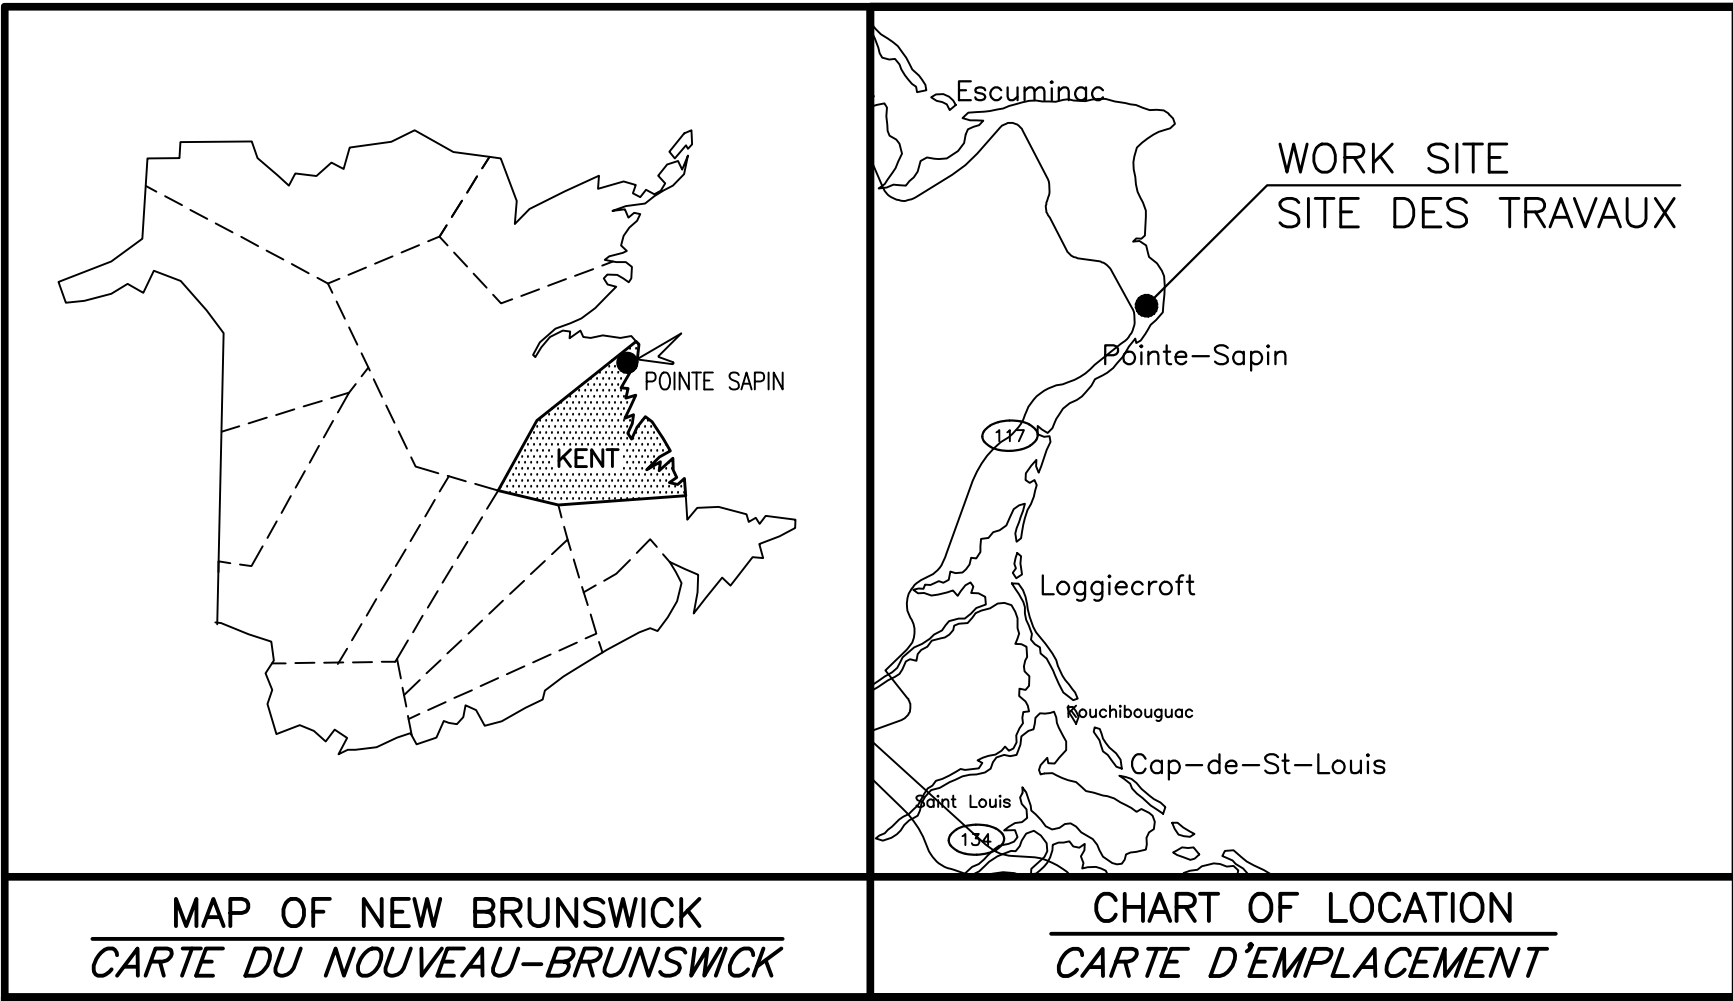 POINTE SAPIN
KENT
MAP OF NEW BRUNSWICK
CARTE DU NOUVEAU-BRUNSWICK
Escuminac
WORK SITE
SITE DES TRAVAUX
Pointe-Sapin
117
Loggiecroft
Kouchibouguac
Cap-de-St-Louis
Saint Louis
134
CHART OF LOCATION
CARTE D'EMPLACEMENT